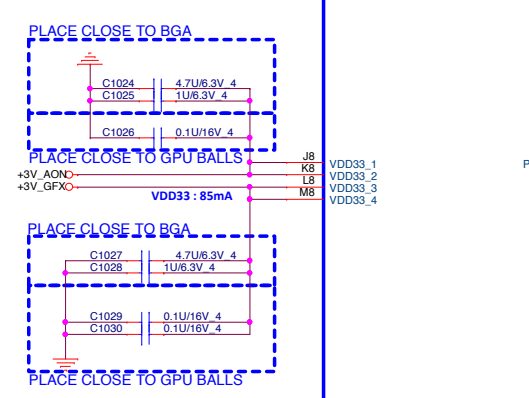 PLACE CLOSE TO BGA
C1024 4.7U/6.3V_4
C1025 1U/6.3V_4
C1026 0.1U/16V_4
PLACE CLOSE TO GPU BALLS
J8 VDD33_1
+3V_AON K8 VDD33_2
+3V_GFX L8 VDD33_3
VDD33 : 85mA
M8 VDD33_4
P
PLACE CLOSE TO BGA
C1027 4.7U/6.3V_4
C1028 1U/6.3V_4
C1029 0.1U/16V_4
C1030 0.1U/16V_4
PLACE CLOSE TO GPU BALLS